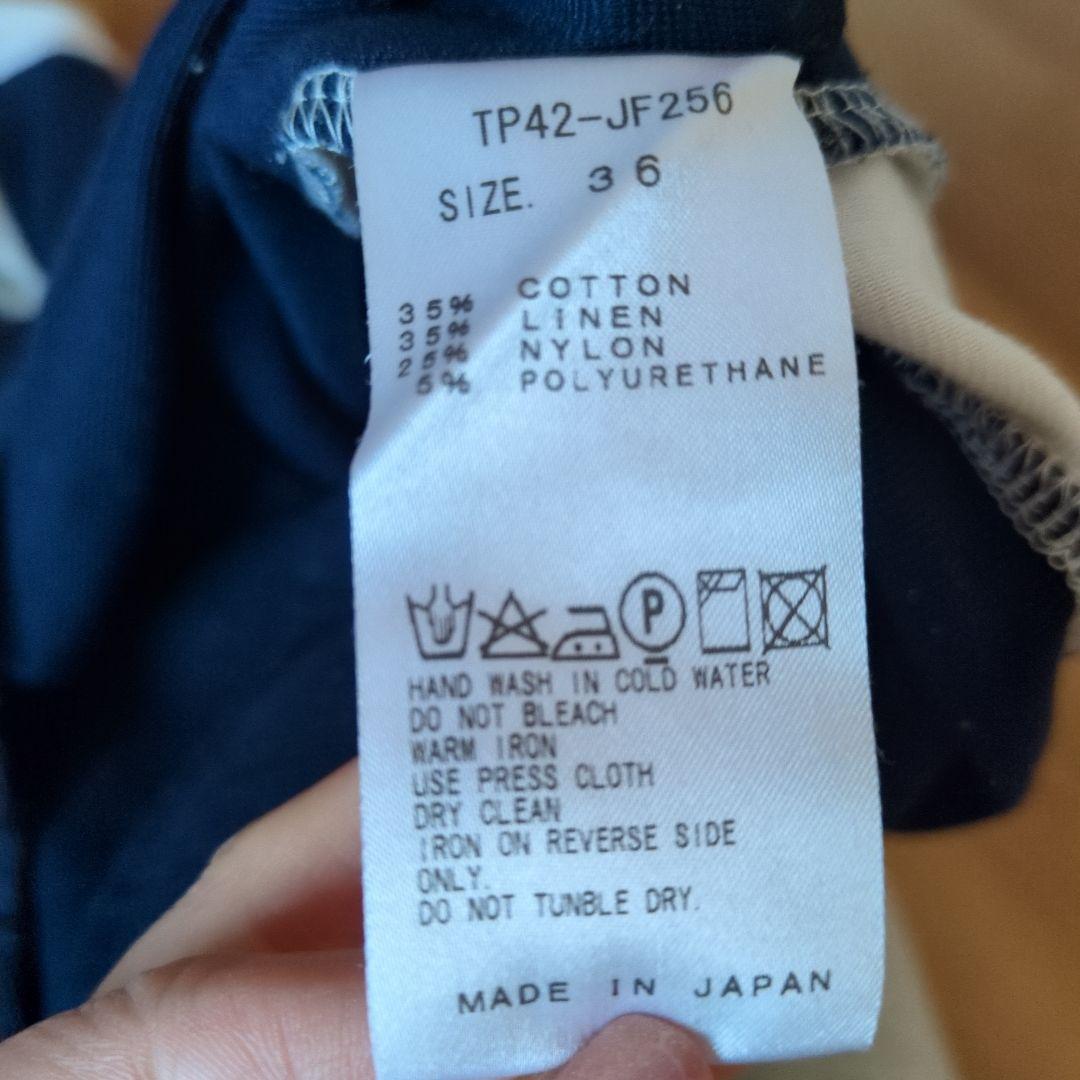 TP42-JF256
SIZE. 36
35% COTTON
35% LINEN
25% NYLON
5% POLYURETHANE
P
HAND WASH IN COLD WATER
DO NOT BLEACH
WARM IRON
USE PRESS CLOTH
DRY CLEAN
IRON ON REVERSE SIDE
ONLY.
DO NOT TUNBLE DRY.
MADE IN JAPAN